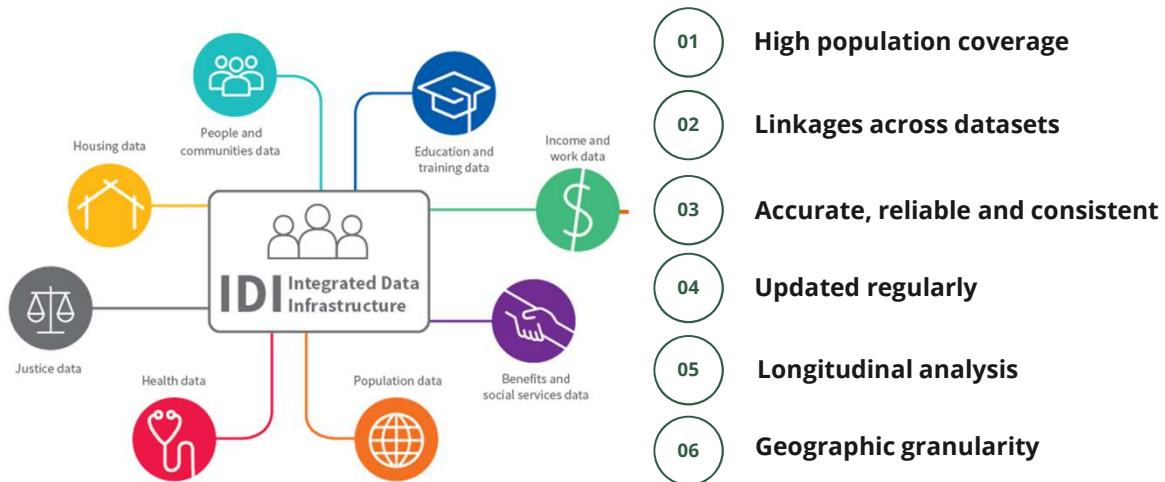 People and
communities data
Education and
training data
Housing data
Income and
work data
IDI Integrated Data
Infrastructure
Justice data
Health data
Population data
Benefits and
social services data
01 High population coverage
02 Linkages across datasets
03 Accurate, reliable and consistent
04 Updated regularly
05 Longitudinal analysis
06 Geographic granularity